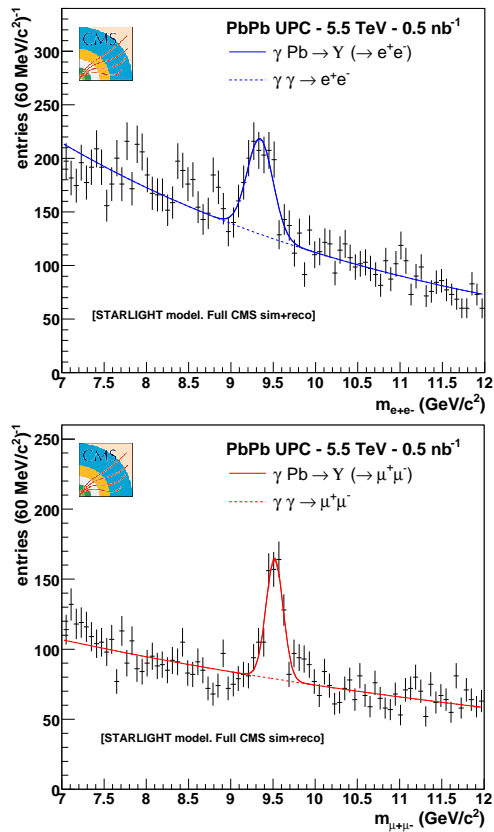 CMS
PbPb UPC - 5.5 TeV - 0.5 nb⁻¹
γ Pb → Υ (→ e⁺e⁻)
γ γ → e⁺e⁻
entries (60 MeV/c²)⁻¹
300
250
200
150
100
50
0
[STARLIGHT model. Full CMS sim+reco]
7 7.5 8 8.5 9 9.5 10 10.5 11 11.5 12
m e+e- (GeV/c²)
CMS
PbPb UPC - 5.5 TeV - 0.5 nb⁻¹
γ Pb → Υ (→ μ⁺μ⁻)
γ γ → μ⁺μ⁻
entries (60 MeV/c²)⁻¹
250
200
150
100
50
0
[STARLIGHT model. Full CMS sim+reco]
7 7.5 8 8.5 9 9.5 10 10.5 11 11.5 12
m μ+μ- (GeV/c²)